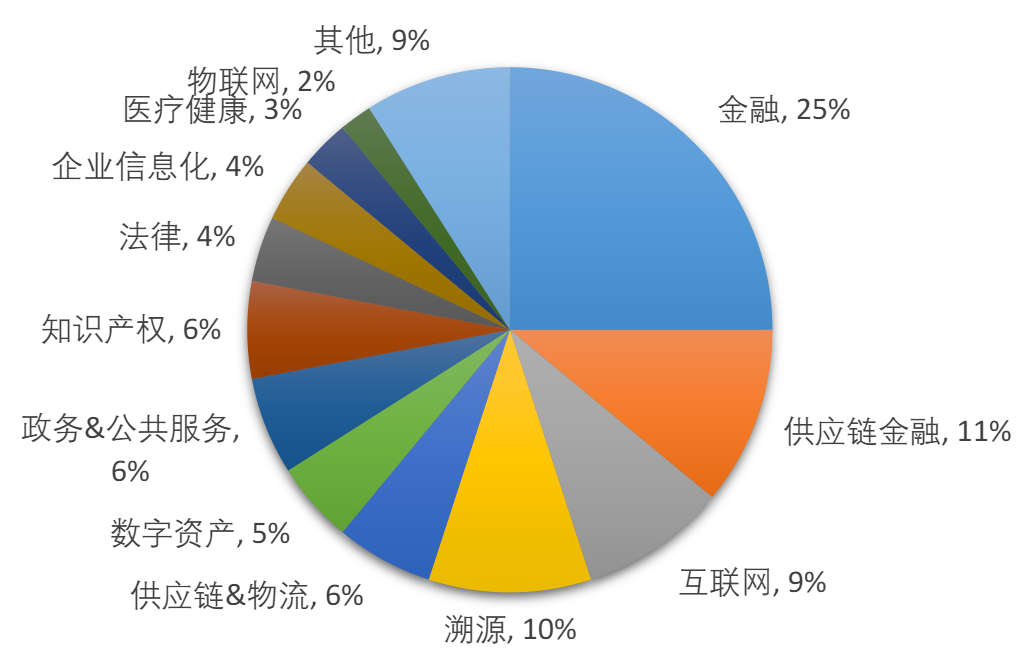 其他, 9%
物联网, 2%
医疗健康, 3%
企业信息化, 4%
法律, 4%
知识产权, 6%
政务&公共服务,
6%
数字资产, 5%
供应链&物流, 6%
溯源, 10%
互联网, 9%
供应链金融, 11%
金融, 25%